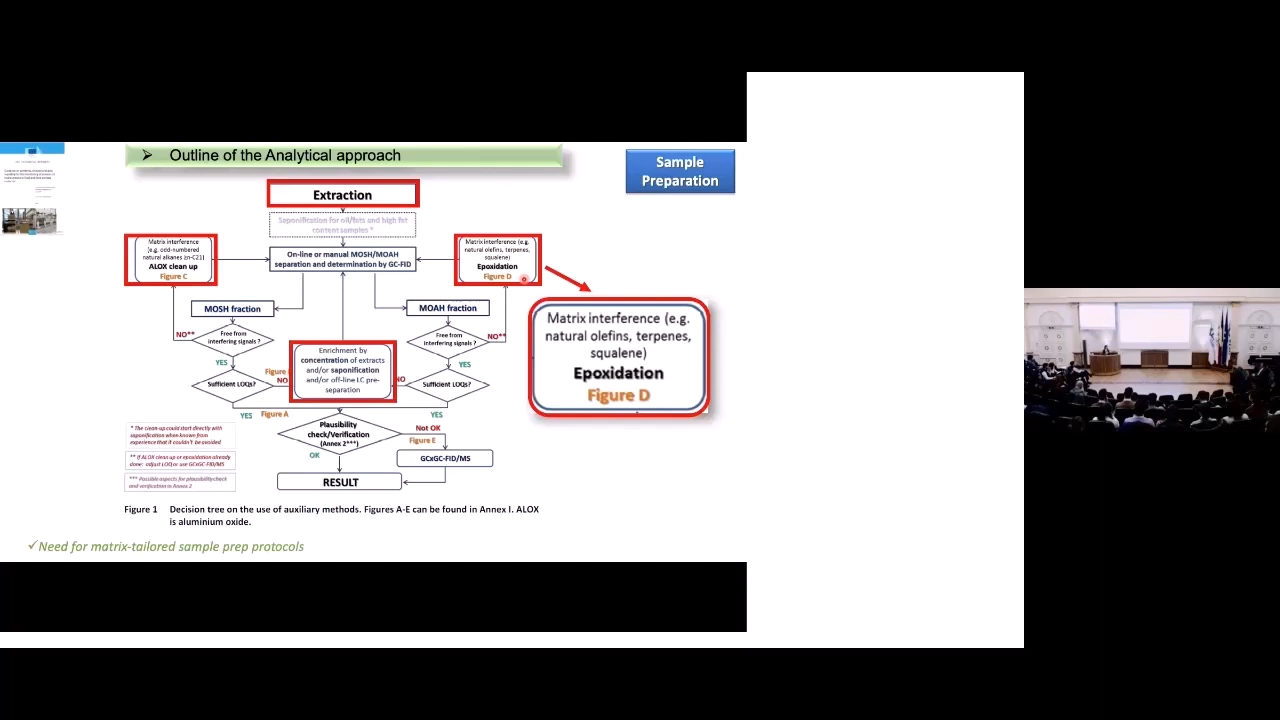 ➢ Outline of the Analytical approach
Sample
Preparation
Extraction
Saponification for oil/fats and high fat
content samples *
Matrix interference
(e.g. odd-numbered
natural alkanes ≥n-C21)
ALOX clean up
Figure C
On-line or manual MOSH/MOAH
separation and determination by GC-FID
Matrix interference (e.g.
natural olefins, terpenes,
squalene)
Epoxidation
Figure D
MOSH fraction
MOAH fraction
NO**
Free from
interfering signals ?
YES
Sufficient LOQs?
Figure
NO
Enrichment by
concentration of extracts
and/or saponification
and/or off-line LC pre-
separation
Free from
interfering signals ?
NO**
YES
Sufficient LOQs?
Matrix interference (e.g.
natural olefins, terpenes,
squalene)
Epoxidation
Figure D
YES
Figure A
YES
Plausibility
check/Verification
(Annex 2***)
OK
Not OK
Figure E
GCxGC-FID/MS
RESULT
* The clean-up could start directly with
saponification when known from
experience that it couldn't be avoided
** If ALOX clean up or epoxidation already
done: adjust LOQ or use GCxGC-FID/MS
*** Possible aspects for plausibility check
and verification in Annex 2
Figure 1 Decision tree on the use of auxiliary methods. Figures A-E can be found in Annex I. ALOX
is aluminium oxide.
✓Need for matrix-tailored sample prep protocols